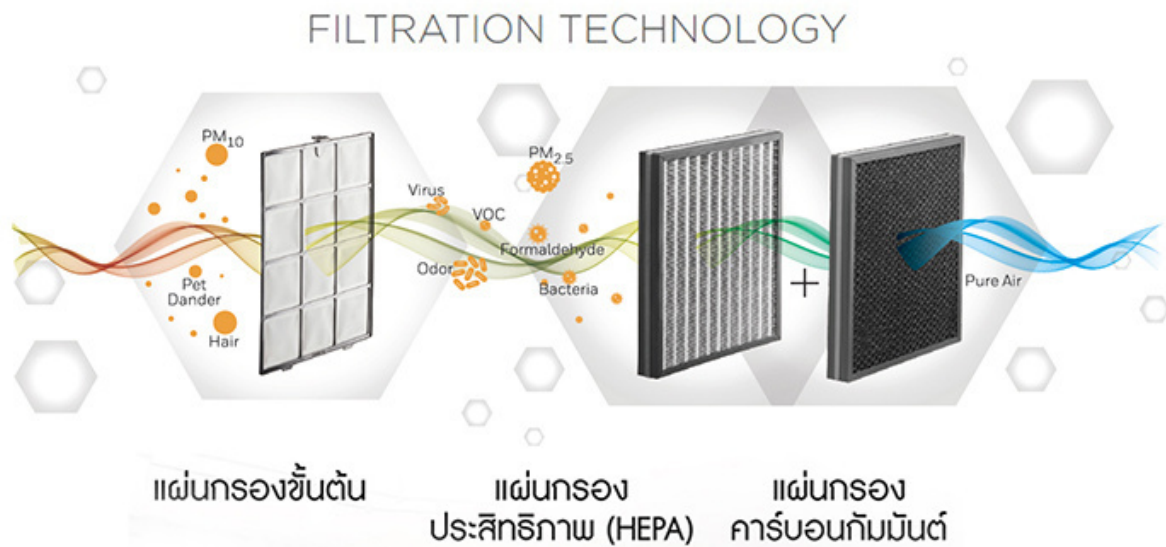 FILTRATION TECHNOLOGY
PM10
Pet
Dander
Hair
Virus
VOC
Odor
PM2.5
Formaldehyde
Bacteria
+
Pure Air
แผ่นกรองขั้นต้น
แผ่นกรอง
ประสิทธิภาพ (HEPA)
แผ่นกรอง
คาร์บอนกัมมันต์